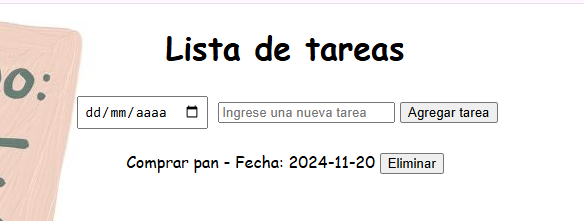 o:
Lista de tareas
dd/mm/aaaa Ingrese una nueva tarea Agregar tarea
Comprar pan - Fecha: 2024-11-20 Eliminar